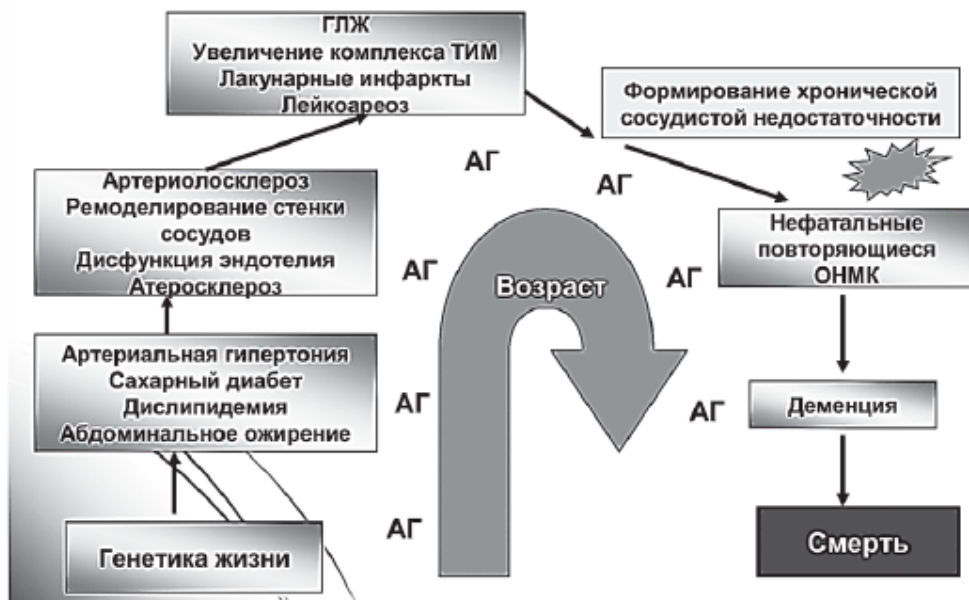 ГЛЖ
Увеличение комплекса ТИМ
Лакунарные инфаркты
Лейкоареоз
Формирование хронической
сосудистой недостаточности
Артериолосклероз
Ремоделирование стенки
сосудов
Дисфункция эндотелия
Атеросклероз
Нефатальные
повторяющиеся
ОНМК
Артериальная гипертония
Сахарный диабет
Дислипидемия
Абдоминальное ожирение
Деменция
Генетика жизни
Смерть
Возраст
АГ
АГ
АГ
АГ
АГ
АГ
АГ